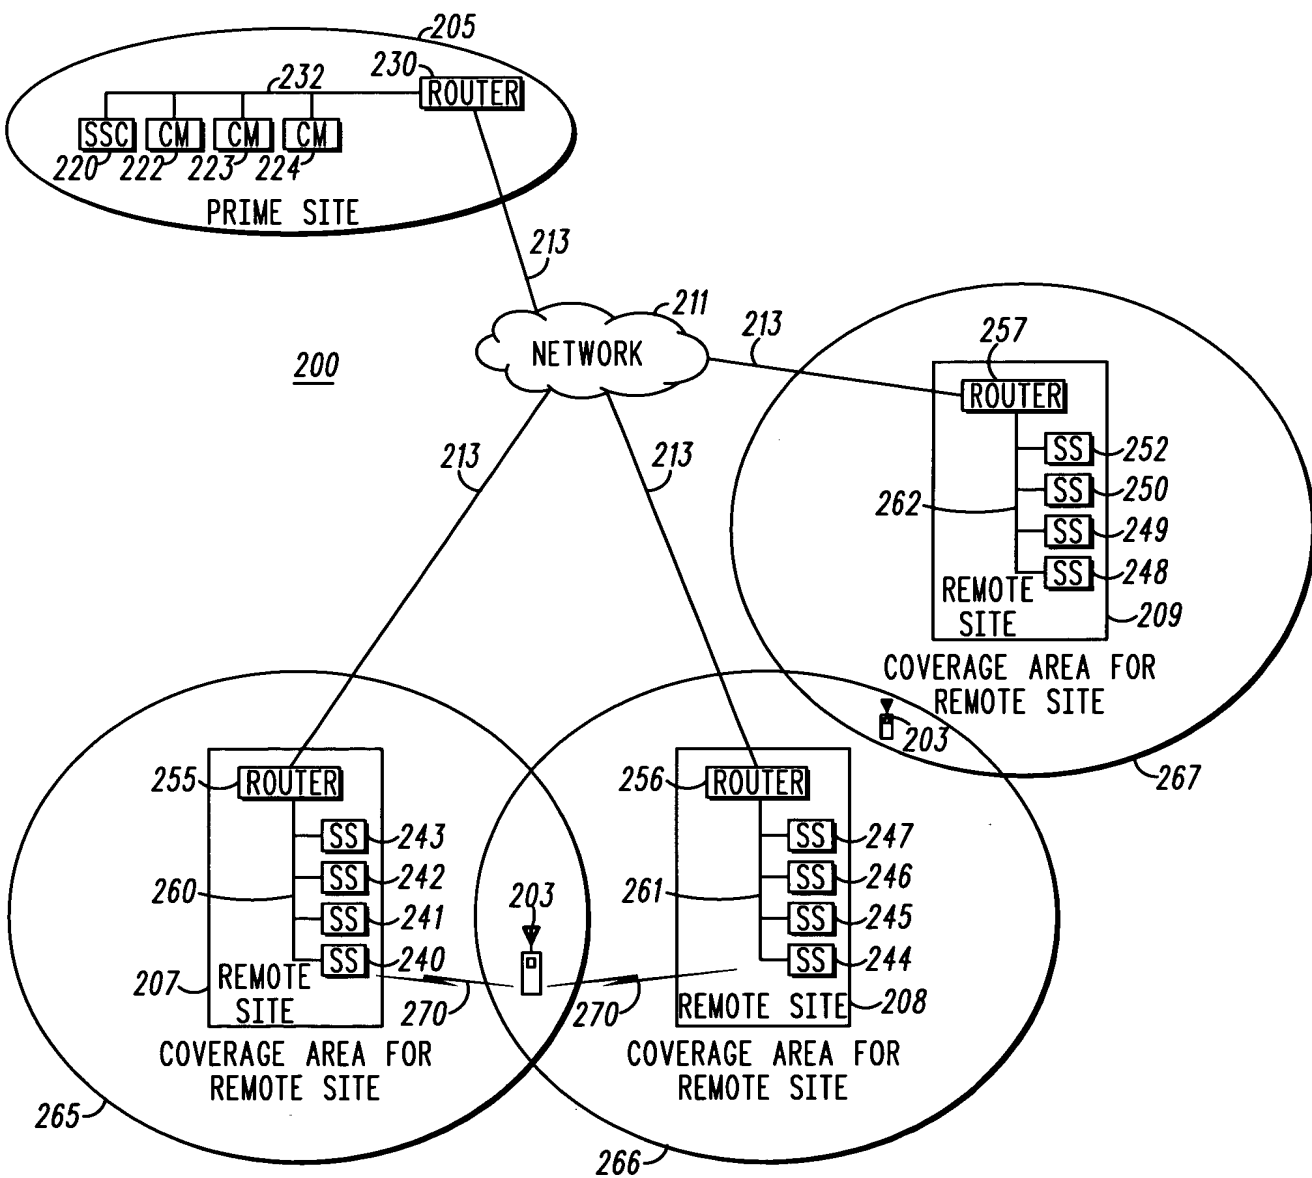 205
230
232
ROUTER
SSC CM CM CM
220 222 223 224
PRIME SITE
213
211
NETWORK
213
200
257
ROUTER
SS 252
SS 250
262
SS 249
SS 248
REMOTE
SITE
209
COVERAGE AREA FOR
REMOTE SITE
213
213
203
267
255
ROUTER
SS 243
SS 242
260
SS 241
SS 240
REMOTE
SITE
207
270
COVERAGE AREA FOR
REMOTE SITE
265
203
256
ROUTER
SS 247
SS 246
261
SS 245
SS 244
270
REMOTE SITE
208
COVERAGE AREA FOR
REMOTE SITE
266